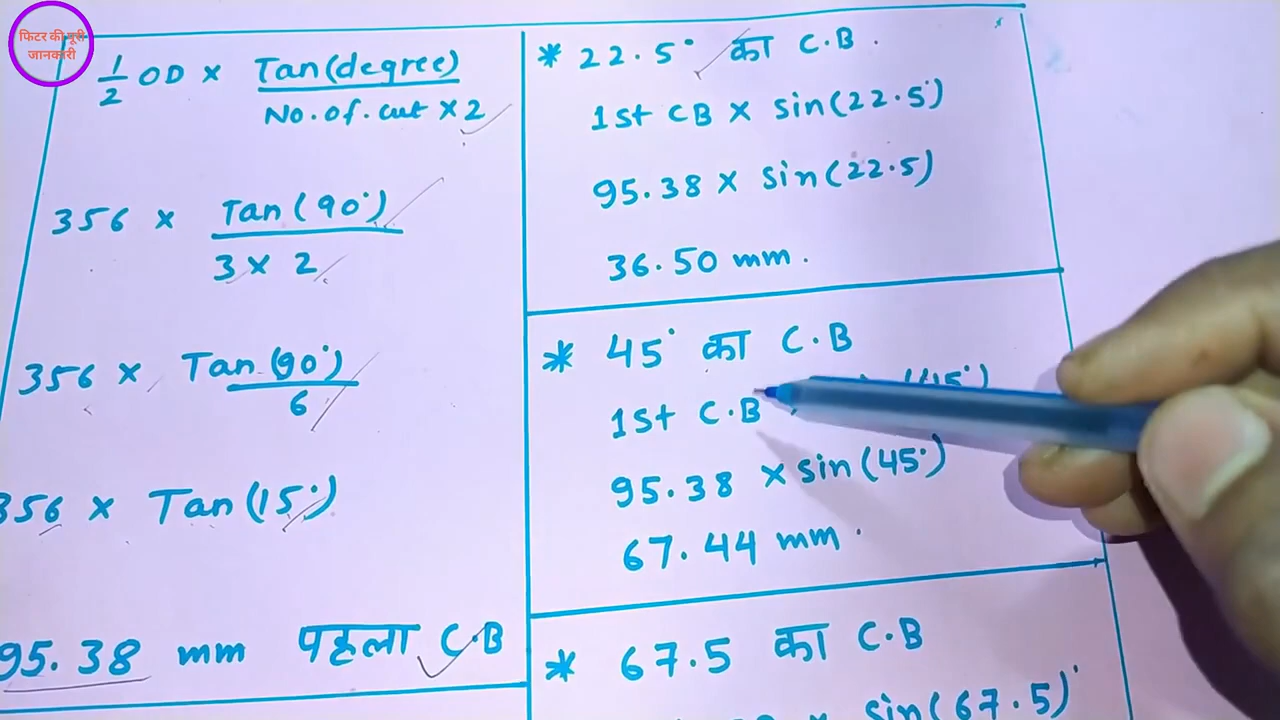 फिटर की पूरी
जानकारी
1/2 OD × Tan(degree)
No. of. cut × 2
356 × Tan(90°)
3 × 2
356 × Tan(90°)
6
356 × Tan(15°)
95.38 mm पहला C.B
* 22.5° का C.B.
1st CB × sin(22.5°)
95.38 × sin(22.5)
36.50 mm.
* 45° का C.B
1st C.B
95.38 × sin(45°)
67.44 mm.
* 67.5 का C.B
× sin(67.5)°